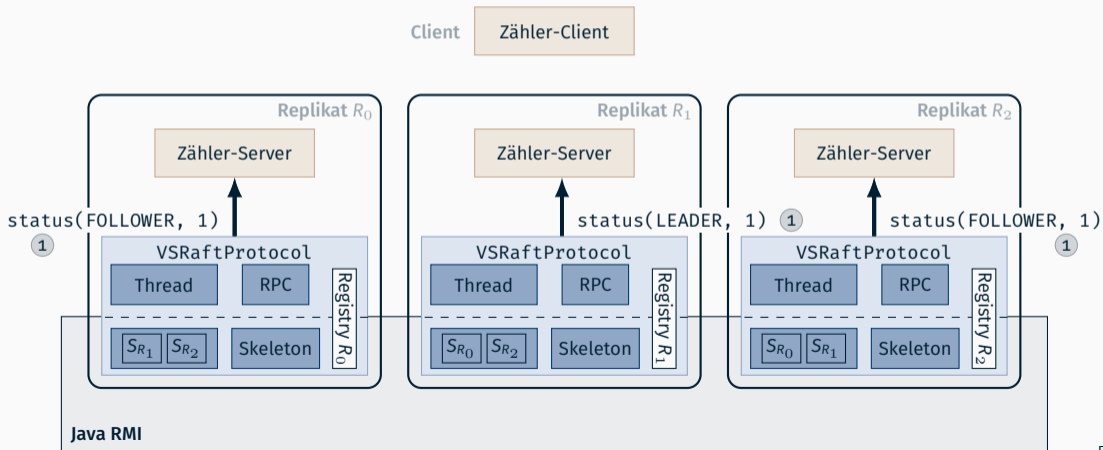 Client
Zähler-Client
Replikat R0
Replikat R1
Replikat R2
Zähler-Server
Zähler-Server
Zähler-Server
status(FOLLOWER, 1)
1
status(LEADER, 1)
1
status(FOLLOWER, 1)
1
VSRaftProtocol
Thread
RPC
Registry R0
SR1 SR2
Skeleton
VSRaftProtocol
Thread
RPC
Registry R1
SR0 SR2
Skeleton
VSRaftProtocol
Thread
RPC
Registry R2
SR0 SR1
Skeleton
Java RMI